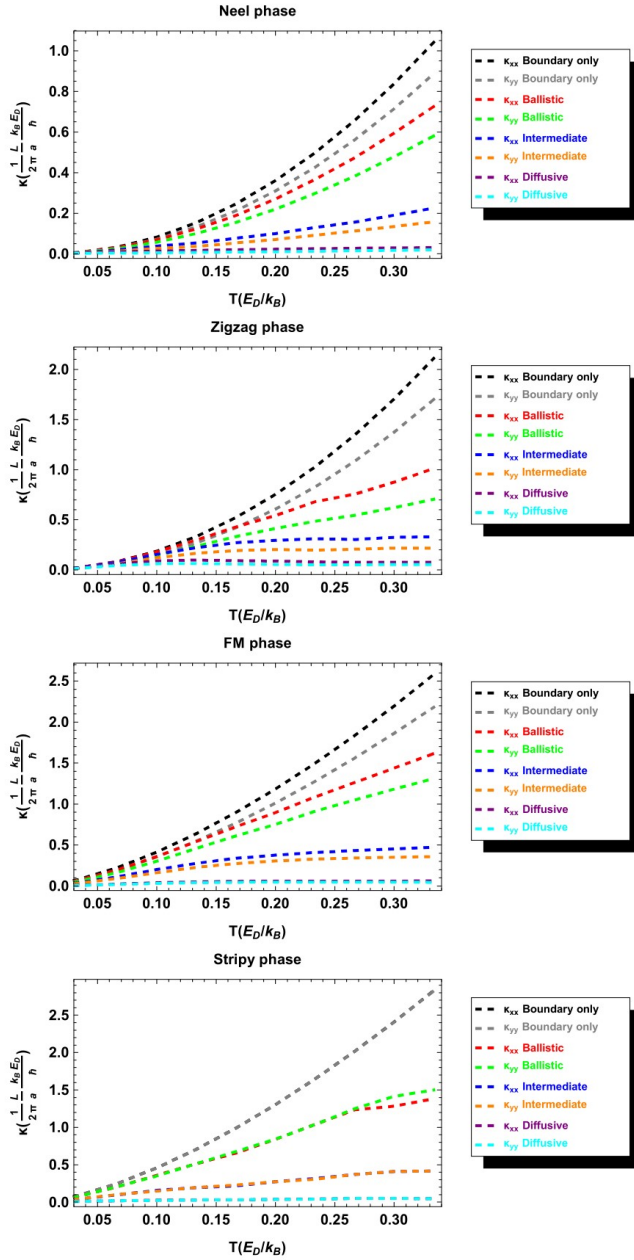 Neel phase
κ(1/2π L/a k_B E_D/ħ)
1.0
0.8
0.6
0.4
0.2
0.0
0.05 0.10 0.15 0.20 0.25 0.30
T(E_D/k_B)
κxx Boundary only
κyy Boundary only
κxx Ballistic
κyy Ballistic
κxx Intermediate
κyy Intermediate
κxx Diffusive
κyy Diffusive
Zigzag phase
κ(1/2π L/a k_B E_D/ħ)
2.0
1.5
1.0
0.5
0.0
0.05 0.10 0.15 0.20 0.25 0.30
T(E_D/k_B)
κxx Boundary only
κyy Boundary only
κxx Ballistic
κyy Ballistic
κxx Intermediate
κyy Intermediate
κxx Diffusive
κyy Diffusive
FM phase
κ(1/2π L/a k_B E_D/ħ)
2.5
2.0
1.5
1.0
0.5
0.0
0.05 0.10 0.15 0.20 0.25 0.30
T(E_D/k_B)
κxx Boundary only
κyy Boundary only
κxx Ballistic
κyy Ballistic
κxx Intermediate
κyy Intermediate
κxx Diffusive
κyy Diffusive
Stripy phase
κ(1/2π L/a k_B E_D/ħ)
2.5
2.0
1.5
1.0
0.5
0.0
0.05 0.10 0.15 0.20 0.25 0.30
T(E_D/k_B)
κxx Boundary only
κyy Boundary only
κxx Ballistic
κyy Ballistic
κxx Intermediate
κyy Intermediate
κxx Diffusive
κyy Diffusive